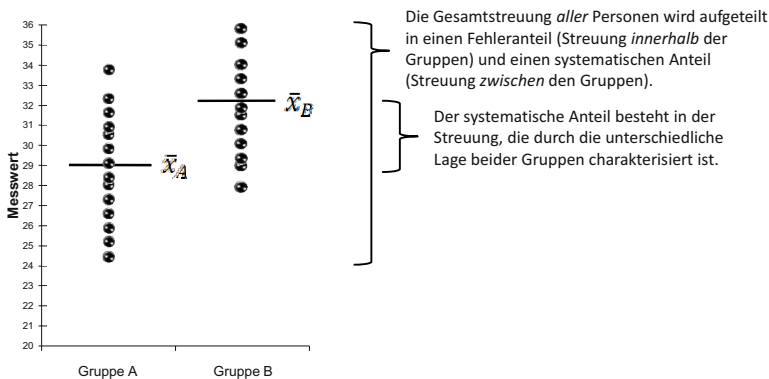 Messwert
36
35
34
33
32
31
30
29
28
27
26
25
24
23
22
21
20
x̄A
x̄B
Gruppe A
Gruppe B
Die Gesamtstreuung aller Personen wird aufgeteilt
in einen Fehleranteil (Streuung innerhalb der
Gruppen) und einen systematischen Anteil
(Streuung zwischen den Gruppen).
Der systematische Anteil besteht in der
Streuung, die durch die unterschiedliche
Lage beider Gruppen charakterisiert ist.